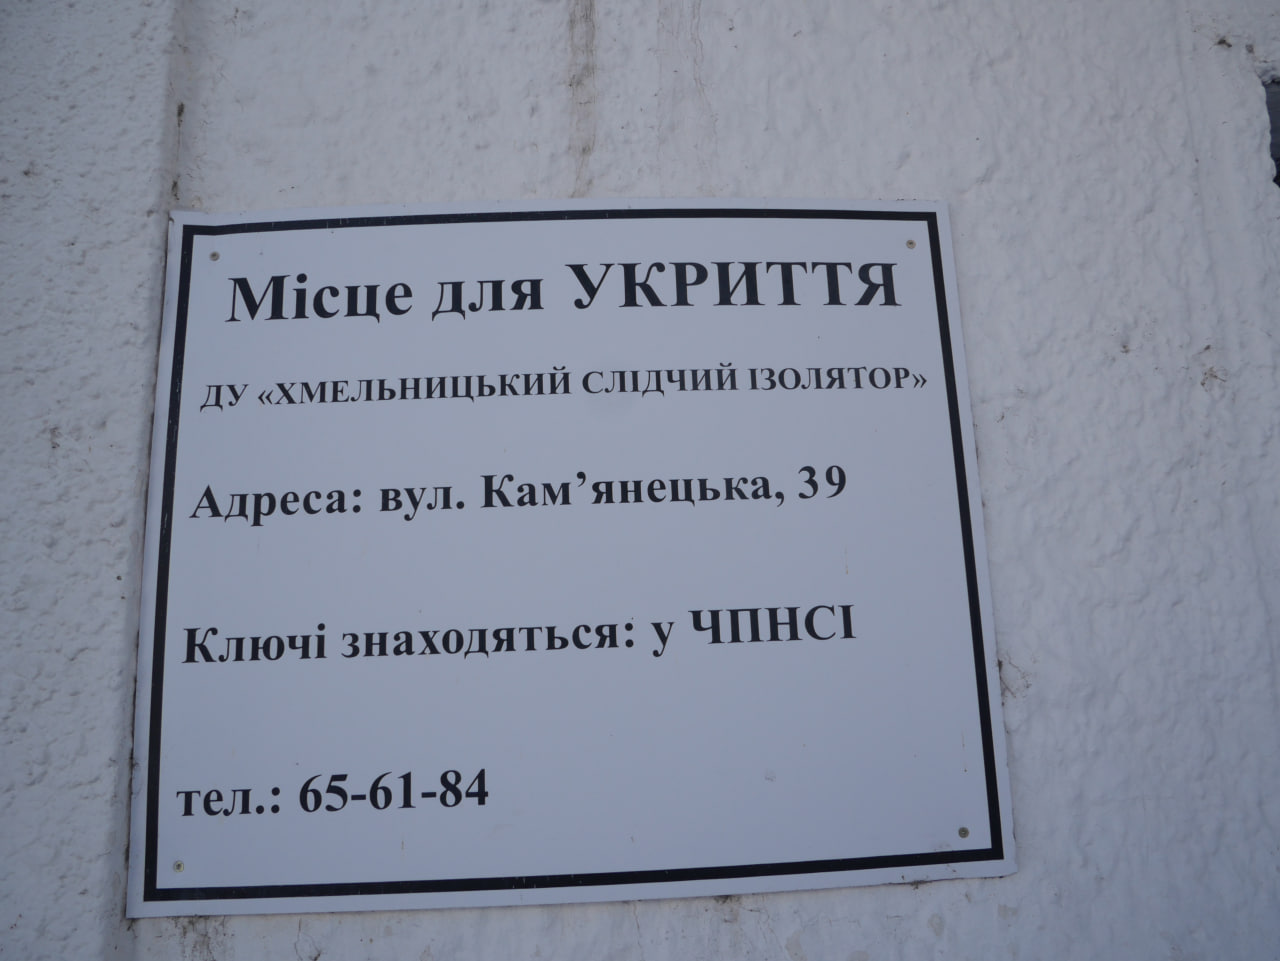 Місце для УКРИТТЯ
ДУ «ХМЕЛЬНИЦЬКИЙ СЛІДЧИЙ ІЗОЛЯТОР»
Адреса: вул. Кам’янецька, 39
Ключі знаходяться: у ЧПНСІ
тел.: 65-61-84